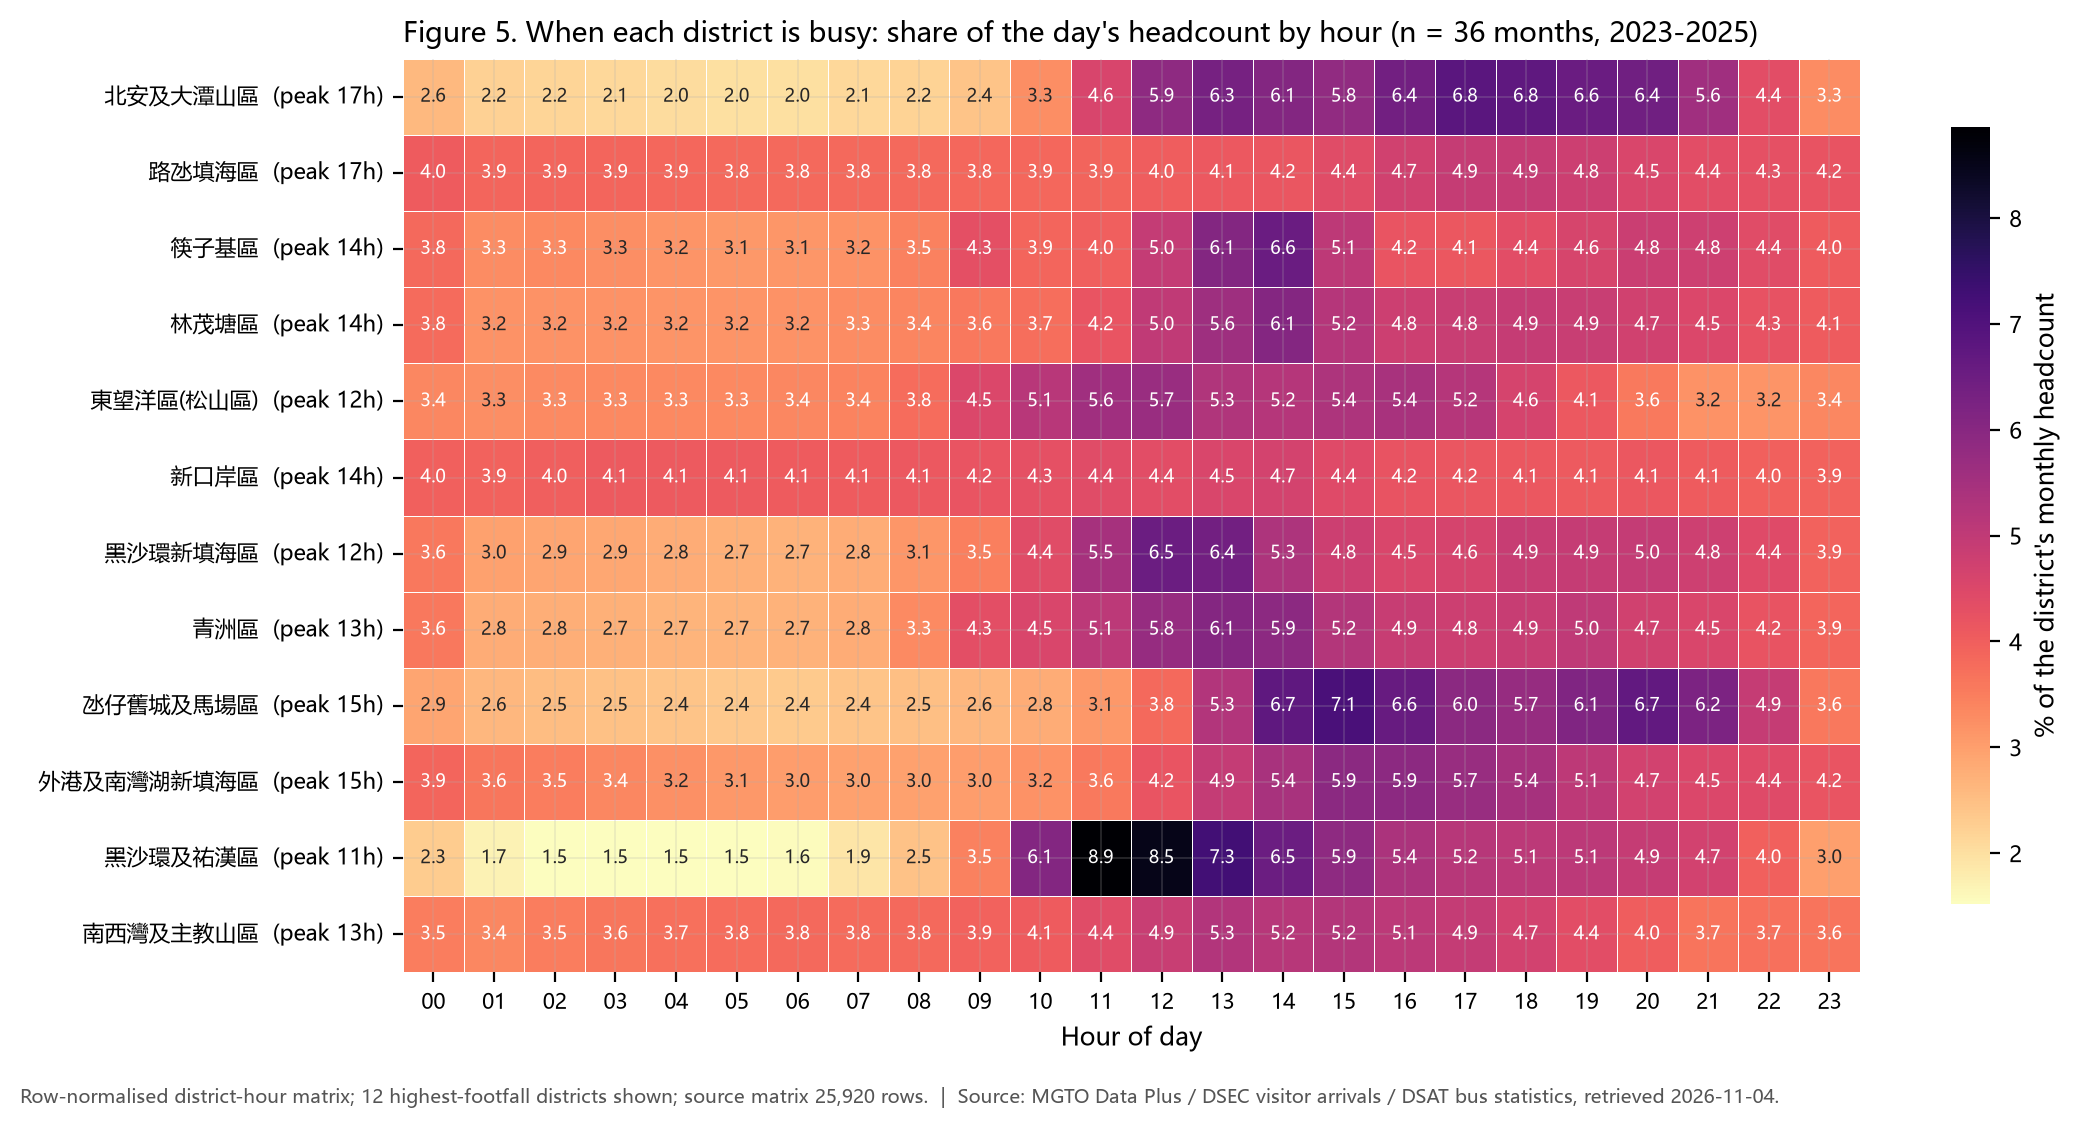 Figure 5. When each district is busy: share of the day's headcount by hour (n = 36 months, 2023-2025)
北安及大潭山區 (peak 17h) 2.6 2.2 2.2 2.1 2.0 2.0 2.0 2.1 2.2 2.4 3.3 4.6 5.9 6.3 6.1 5.8 6.4 6.8 6.8 6.6 6.4 5.6 4.4 3.3
路氹填海區 (peak 17h) 4.0 3.9 3.9 3.9 3.9 3.8 3.8 3.8 3.8 3.8 3.9 3.9 4.0 4.1 4.2 4.4 4.7 4.9 4.9 4.8 4.5 4.4 4.3 4.2
筷子基區 (peak 14h) 3.8 3.3 3.3 3.3 3.2 3.1 3.1 3.2 3.5 4.3 3.9 4.0 5.0 6.1 6.6 5.1 4.2 4.1 4.4 4.6 4.8 4.8 4.4 4.0
林茂塘區 (peak 14h) 3.8 3.2 3.2 3.2 3.2 3.2 3.2 3.3 3.4 3.6 3.7 4.2 5.0 5.6 6.1 5.2 4.8 4.8 4.9 4.9 4.7 4.5 4.3 4.1
東望洋區(松山區) (peak 12h) 3.4 3.3 3.3 3.3 3.3 3.3 3.4 3.4 3.8 4.5 5.1 5.6 5.7 5.3 5.2 5.4 5.4 5.2 4.6 4.1 3.6 3.2 3.2 3.4
新口岸區 (peak 14h) 4.0 3.9 4.0 4.1 4.1 4.1 4.1 4.1 4.1 4.2 4.3 4.4 4.4 4.5 4.7 4.4 4.2 4.2 4.1 4.1 4.1 4.1 4.0 3.9
黑沙環新填海區 (peak 12h) 3.6 3.0 2.9 2.9 2.8 2.7 2.7 2.8 3.1 3.5 4.4 5.5 6.5 6.4 5.3 4.8 4.5 4.6 4.9 4.9 5.0 4.8 4.4 3.9
青洲區 (peak 13h) 3.6 2.8 2.8 2.7 2.7 2.7 2.7 2.8 3.3 4.3 4.5 5.1 5.8 6.1 5.9 5.2 4.9 4.8 4.9 5.0 4.7 4.5 4.2 3.9
氹仔舊城及馬場區 (peak 15h) 2.9 2.6 2.5 2.5 2.4 2.4 2.4 2.4 2.5 2.6 2.8 3.1 3.8 5.3 6.7 7.1 6.6 6.0 5.7 6.1 6.7 6.2 4.9 3.6
外港及南灣湖新填海區 (peak 15h) 3.9 3.6 3.5 3.4 3.2 3.1 3.0 3.0 3.0 3.0 3.2 3.6 4.2 4.9 5.4 5.9 5.9 5.7 5.4 5.1 4.7 4.5 4.4 4.2
黑沙環及祐漢區 (peak 11h) 2.3 1.7 1.5 1.5 1.5 1.5 1.6 1.9 2.5 3.5 6.1 8.9 8.5 7.3 6.5 5.9 5.4 5.2 5.1 5.1 4.9 4.7 4.0 3.0
南西灣及主教山區 (peak 13h) 3.5 3.4 3.5 3.6 3.7 3.8 3.8 3.8 3.8 3.9 4.1 4.4 4.9 5.3 5.2 5.2 5.1 4.9 4.7 4.4 4.0 3.7 3.7 3.6
00 01 02 03 04 05 06 07 08 09 10 11 12 13 14 15 16 17 18 19 20 21 22 23
Hour of day
8
7
6
5
4
3
2
% of the district's monthly headcount
Row-normalised district-hour matrix; 12 highest-footfall districts shown; source matrix 25,920 rows. | Source: MGTO Data Plus / DSEC visitor arrivals / DSAT bus statistics, retrieved 2026-11-04.